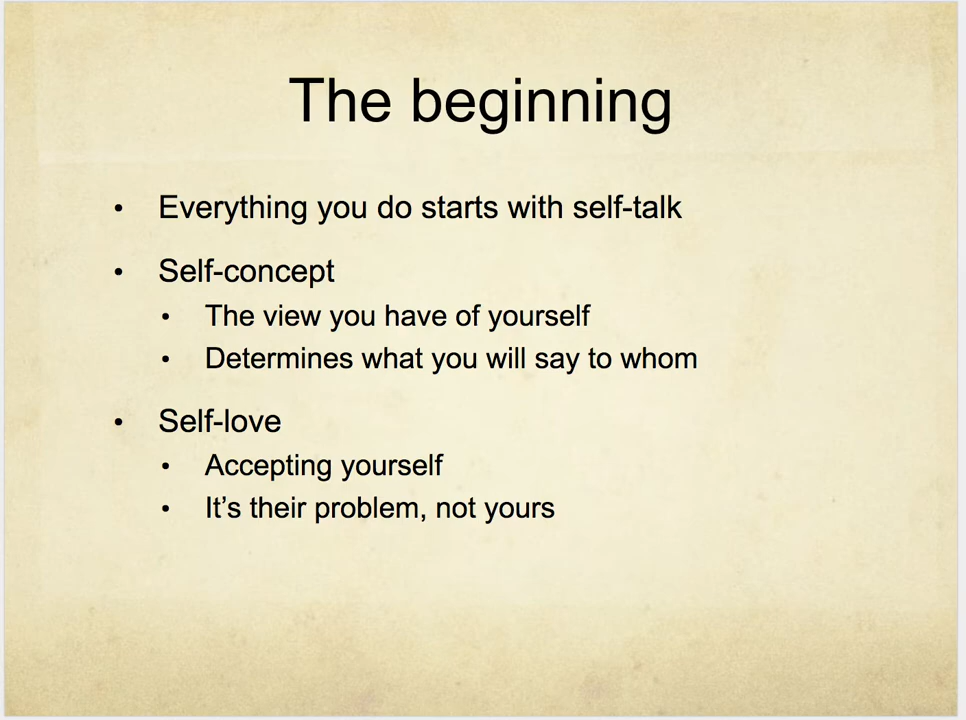 The beginning
• Everything you do starts with self-talk
• Self-concept
• The view you have of yourself
• Determines what you will say to whom
• Self-love
• Accepting yourself
• It’s their problem, not yours